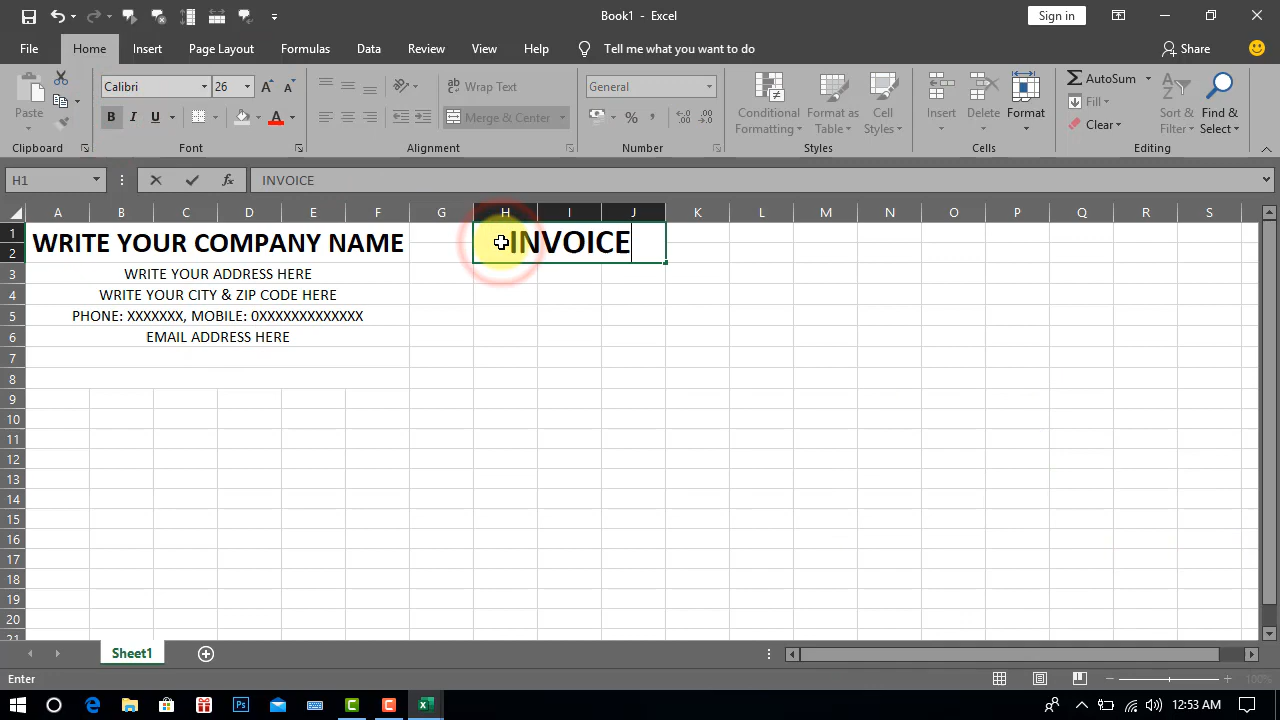 Book1 - Excel
Sign in
File Home Insert Page Layout Formulas Data Review View Help Tell me what you want to do Share
Paste
Clipboard
Calibri 26
B I U A
Font
Wrap Text
Merge & Center
Alignment
General
% ,
Number
Conditional Formatting
Format as Table
Cell Styles
Styles
Insert Delete Format
Cells
AutoSum
Fill
Clear
Sort & Filter
Find & Select
Editing
H1 fx INVOICE
A B C D E F G H I J K L M N O P Q R S
1 WRITE YOUR COMPANY NAME INVOICE
2
3 WRITE YOUR ADDRESS HERE
4 WRITE YOUR CITY & ZIP CODE HERE
5 PHONE: XXXXXXX, MOBILE: 0XXXXXXXXXXXXX
6 EMAIL ADDRESS HERE
7
8
9
10
11
12
13
14
15
16
17
18
19
20
21
Sheet1
Enter 100%
12:53 AM